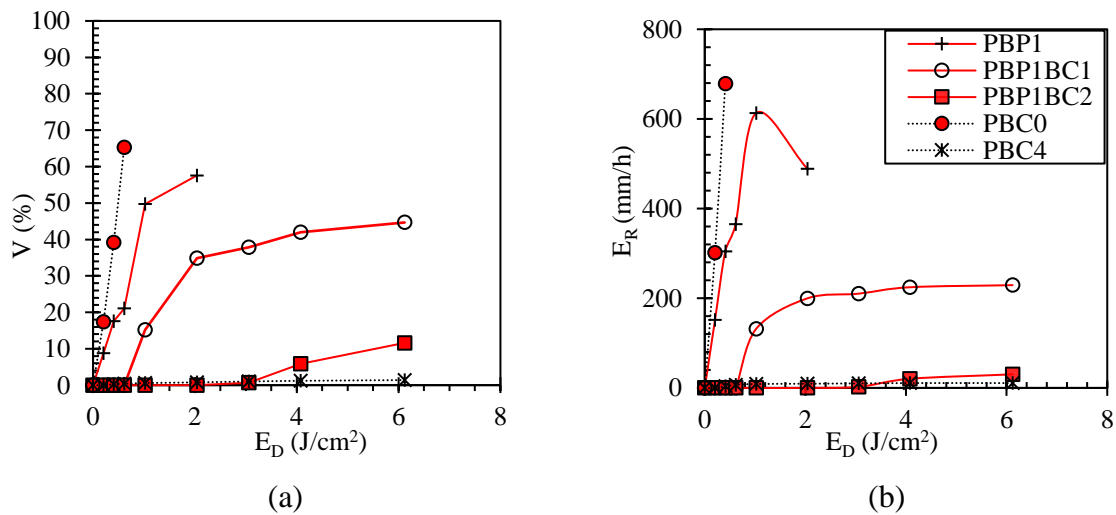 100
90
80
70
60
50
40
30
20
10
0
V (%)
0 2 4 6 8
E_D (J/cm²)
(a)
800
600
400
200
0
E_R (mm/h)
PBP1
PBP1BC1
PBP1BC2
PBC0
PBC4
0 2 4 6 8
E_D (J/cm²)
(b)